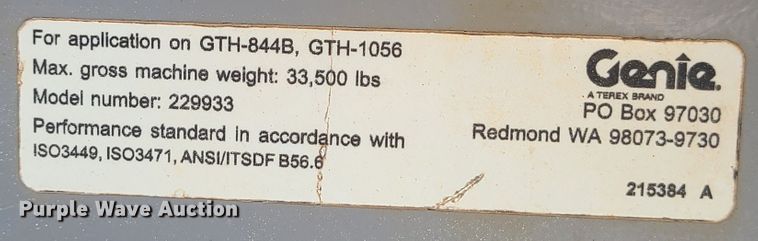 For application on GTH-844B, GTH-1056
Max. gross machine weight: 33,500 lbs
Model number: 229933
Performance standard in accordance with
ISO3449, ISO3471, ANSI/ITSDF B56.6
Genie.
A TEREX BRAND
PO Box 97030
Redmond WA 98073-9730
215384 A
Purple Wave Auction